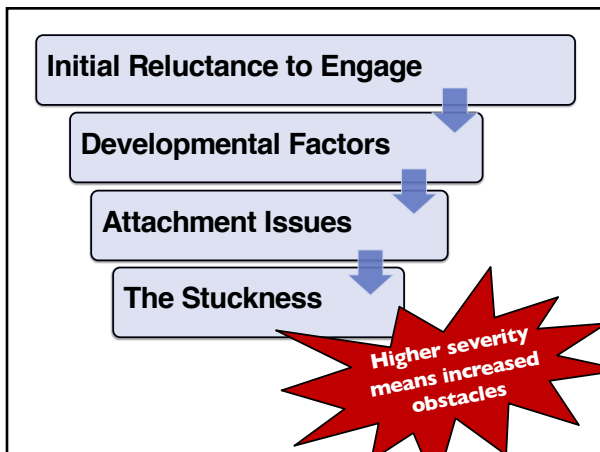 Initial Reluctance to Engage
Developmental Factors
Attachment Issues
The Stuckness
Higher severity
means increased
obstacles